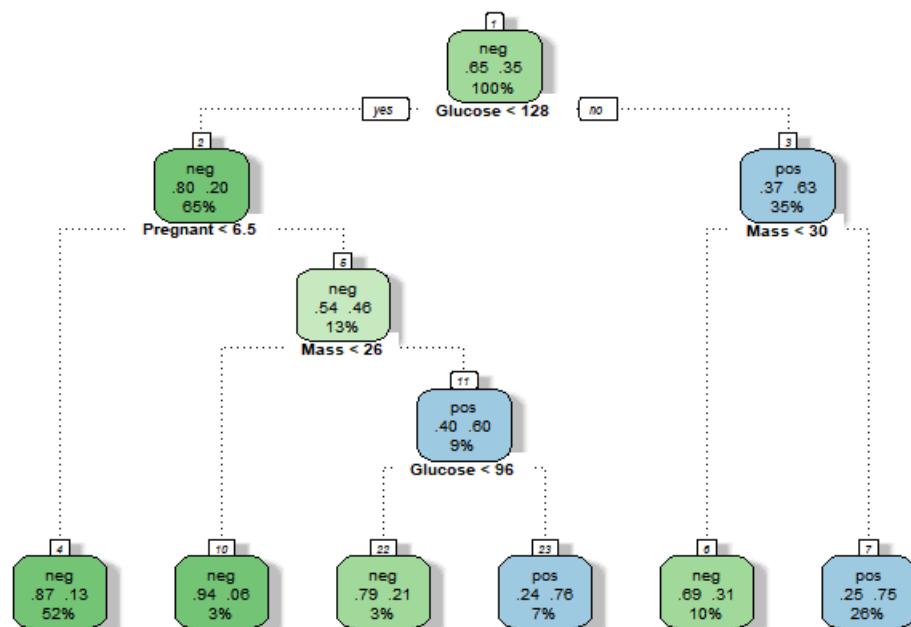 1
neg
.65 .35
100%
yes Glucose < 128 no
2
neg
.80 .20
65%
Pregnant < 6.5
3
pos
.37 .63
35%
Mass < 30
5
neg
.54 .46
13%
Mass < 26
11
pos
.40 .60
9%
Glucose < 96
4
neg
.87 .13
52%
10
neg
.94 .06
3%
22
neg
.79 .21
3%
23
pos
.24 .76
7%
6
neg
.69 .31
10%
7
pos
.25 .75
26%